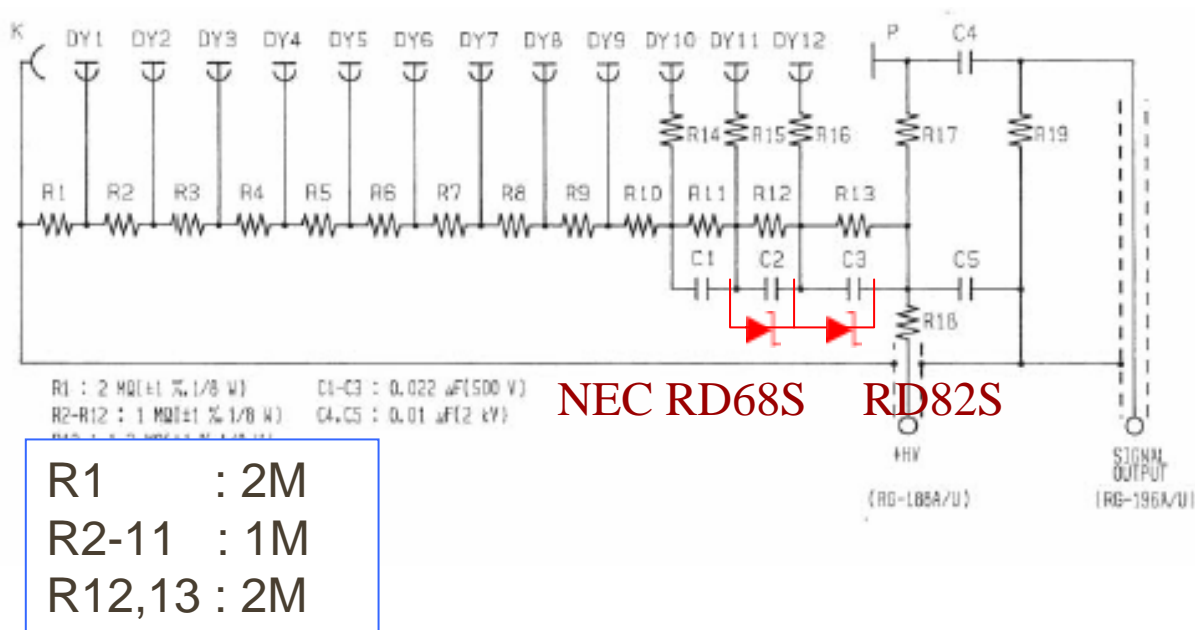 K DY1 DY2 DY3 DY4 DY5 DY6 DY7 DY8 DY9 DY10 DY11 DY12 P C4
R14 R15 R16 R17 R19
R1 R2 R3 R4 R5 R6 R7 R8 R9 R10 R11 R12 R13
C1 C2 C3 C5
R18
R1 : 2 MΩ(±1 %,1/8 W) C1-C3 : 0.022 µF(500 V)
R2-R12 : 1 MΩ(±1 % 1/8 W) C4,C5 : 0.01 µF(2 kV)
NEC RD68S RD82S
+HV
(RG-188A/U)
SIGNAL
OUTPUT
(RG-196A/U)
R1 : 2M
R2-11 : 1M
R12,13 : 2M